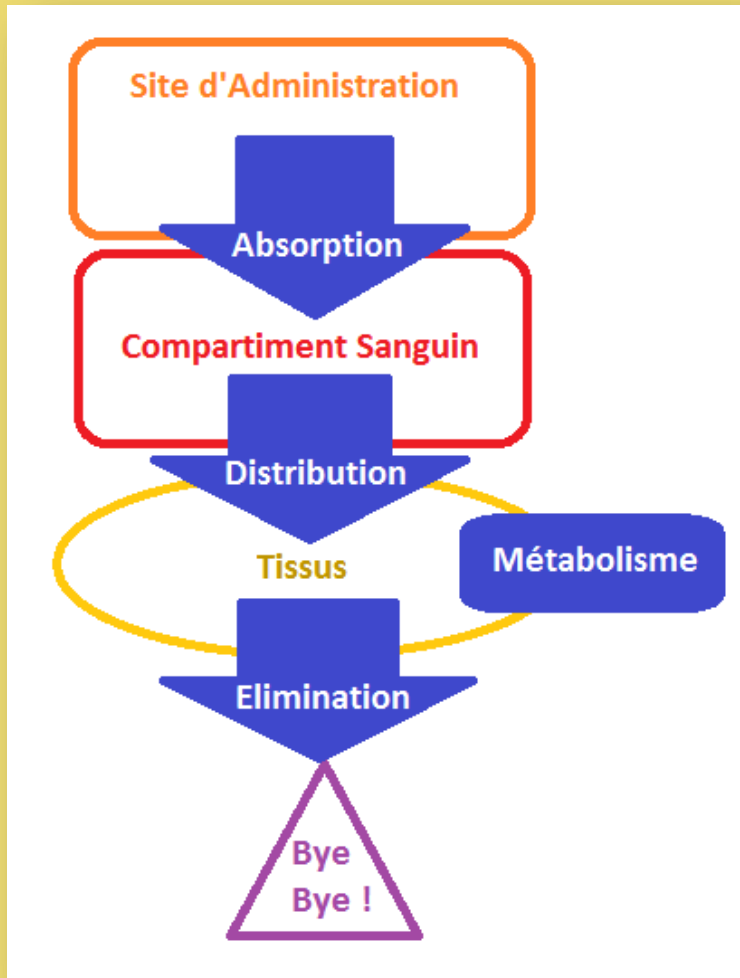 Site d'Administration
Absorption
Compartiment Sanguin
Distribution
Tissus
Métabolisme
Elimination
Bye
Bye !